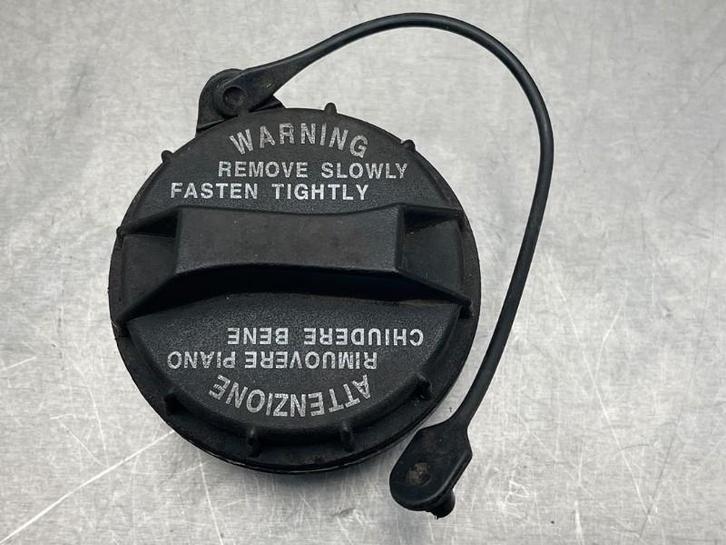 WARNING
REMOVE SLOWLY
FASTEN TIGHTLY
ATTENZIONE
RIMUOVERE PIANO
CHIUDERE BENE